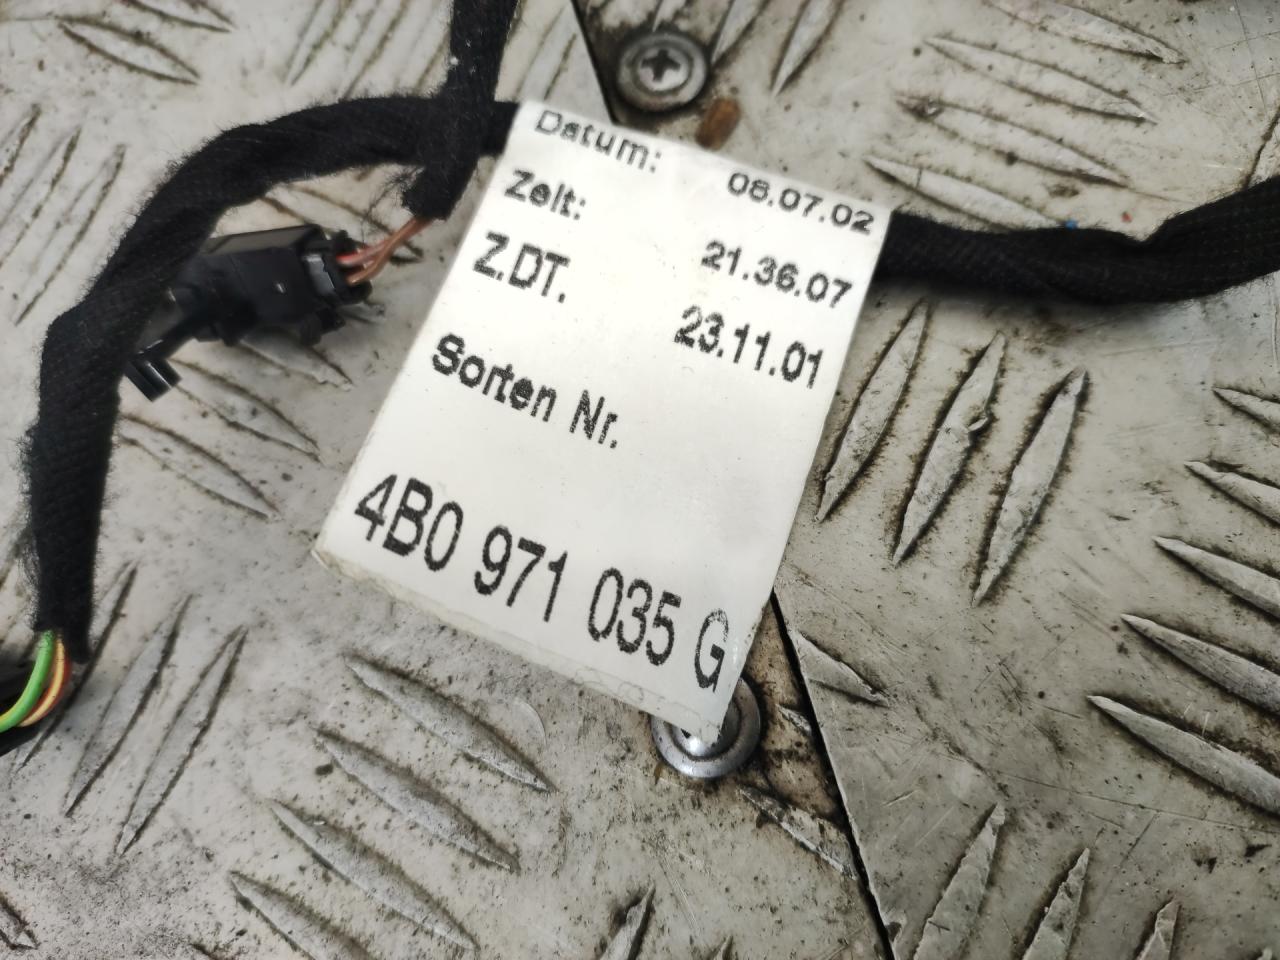 Datum: 08.07.02
Zeit: 21.36.07
Z.DT. 23.11.01
Sorten Nr.
4B0 971 035 G